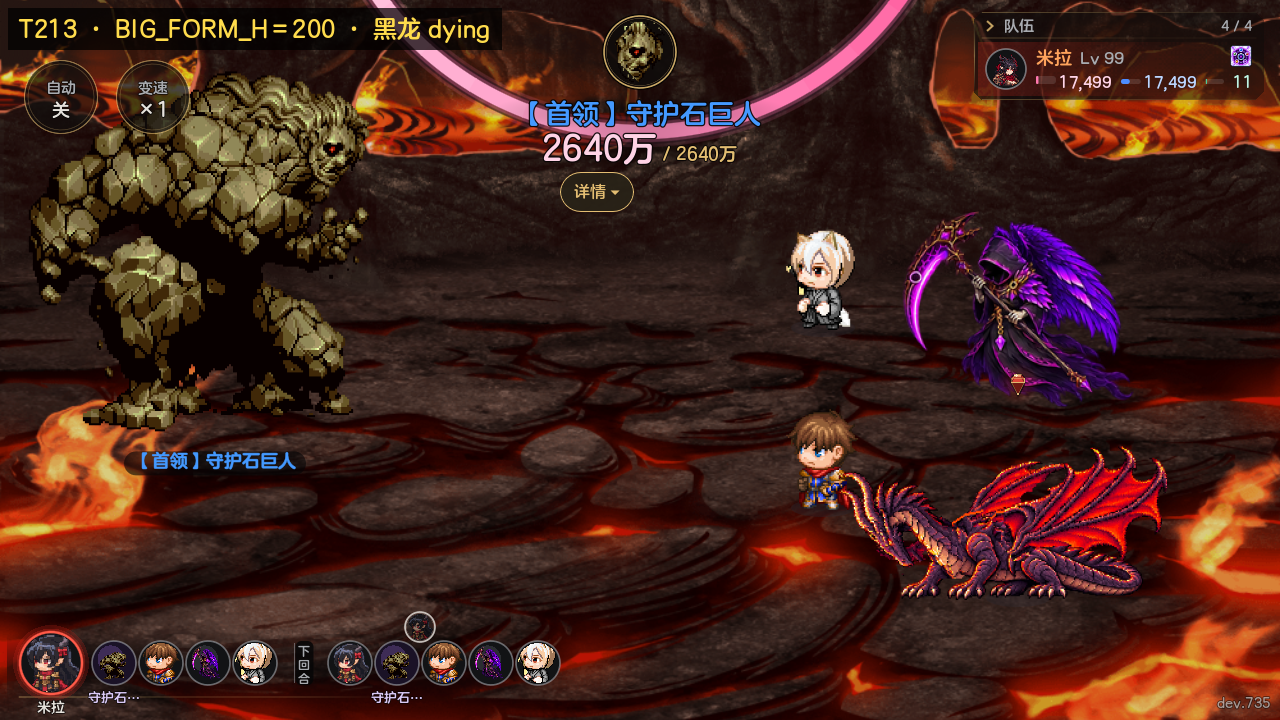 T213 · BIG_FORM_H=200 · 黑龙 dying
自动
关
变速
×1
【首领】守护石巨人
2640万 / 2640万
详情
队伍
4 / 4
米拉 Lv 99
17,499 17,499 11
【首领】守护石巨人
米拉
守护石…
下回合
守护石…
dev.735